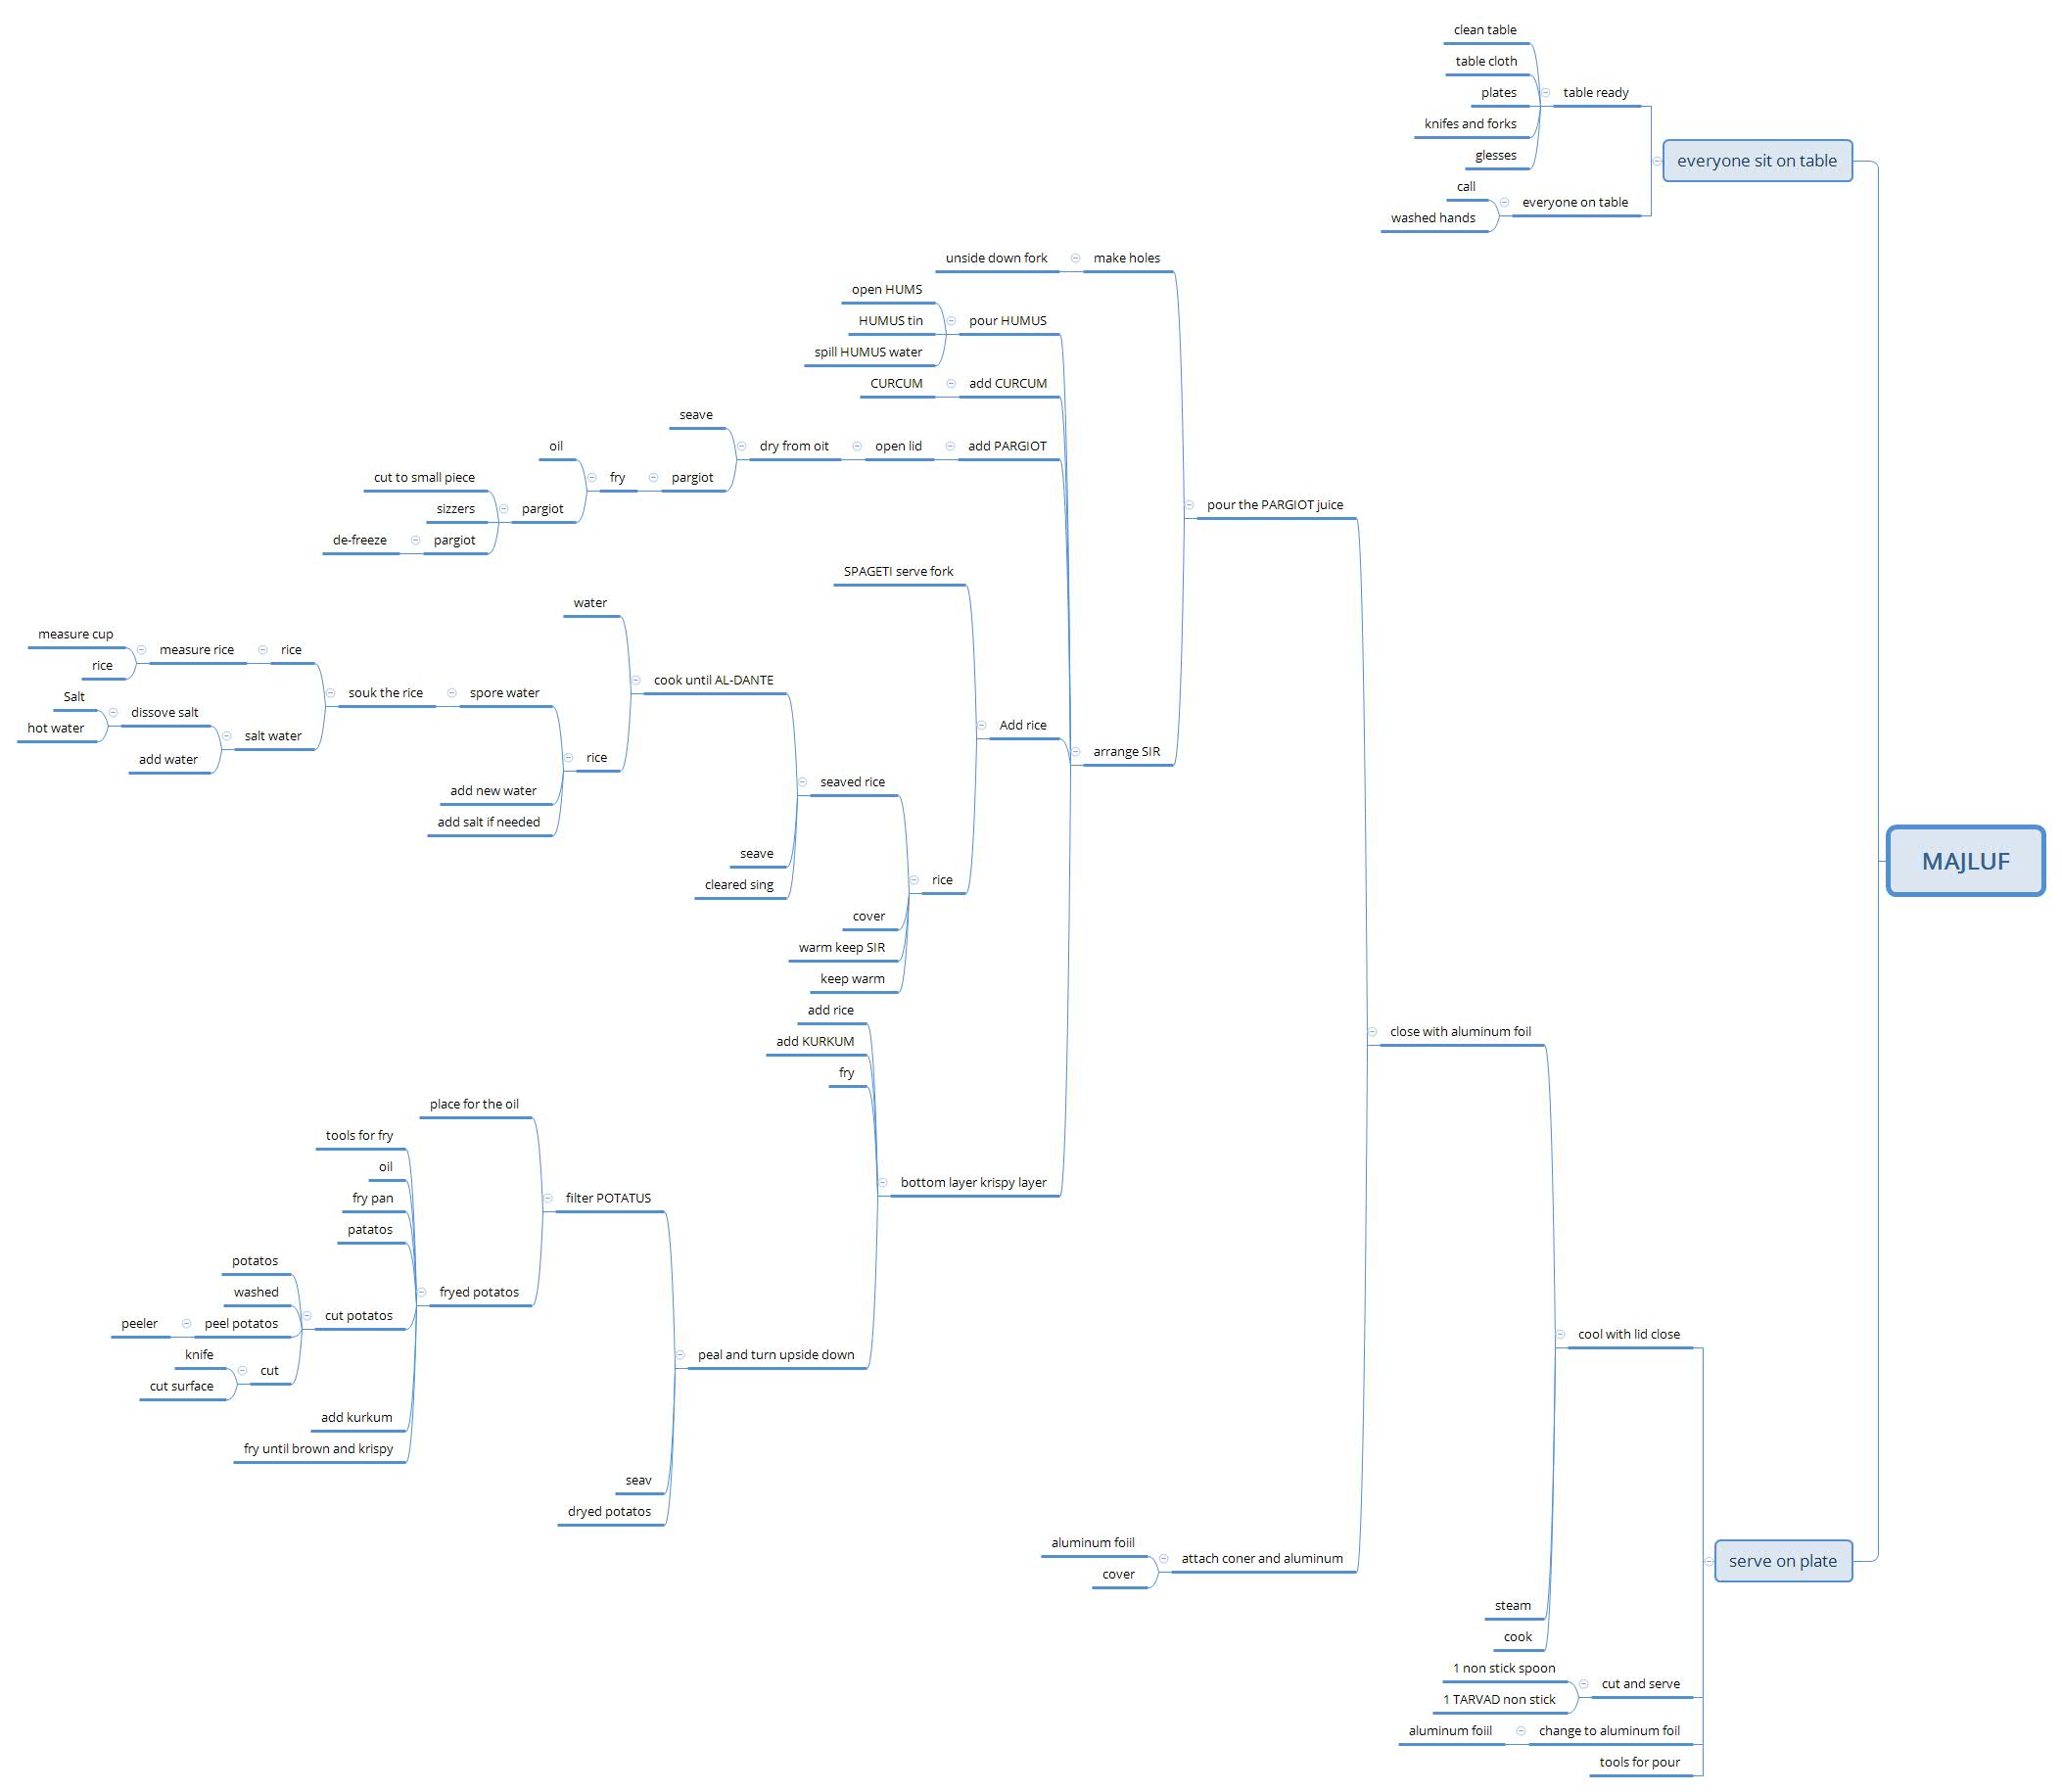 clean table
table cloth
plates
table ready
knifes and forks
glesses
everyone sit on table
call
everyone on table
washed hands
unside down fork
make holes
open HUMS
HUMUS tin
pour HUMUS
spill HUMUS water
CURCUM
add CURCUM
seave
oil
dry from oit
open lid
add PARGIOT
cut to small piece
fry
pargiot
sizzers
pargiot
pour the PARGIOT juice
de-freeze
pargiot
SPAGETI serve fork
water
measure cup
measure rice
rice
rice
cook until AL-DANTE
Salt
souk the rice
spore water
dissove salt
hot water
salt water
Add rice
add water
rice
arrange SIR
add new water
seaved rice
add salt if needed
seave
cleared sing
rice
MAJLUF
cover
warm keep SIR
keep warm
add rice
add KURKUM
close with aluminum foil
fry
place for the oil
tools for fry
oil
fry pan
filter POTATUS
bottom layer krispy layer
patatos
potatos
washed
fryed potatos
peeler
peel potatos
cut potatos
cool with lid close
knife
cut
peal and turn upside down
cut surface
add kurkum
fry until brown and krispy
seav
dryed potatos
aluminum foiil
attach coner and aluminum
cover
serve on plate
steam
cook
1 non stick spoon
cut and serve
1 TARVAD non stick
aluminum foiil
change to aluminum foil
tools for pour